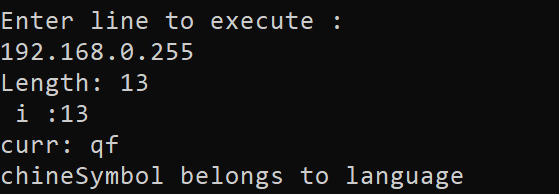 Enter line to execute :
192.168.0.255
Length: 13
 i :13
curr: qf
chineSymbol belongs to language